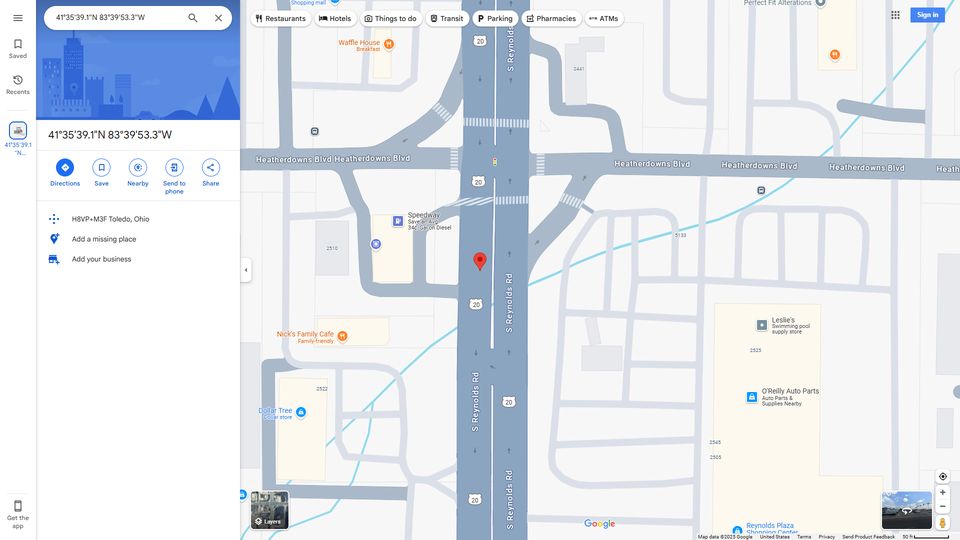 41°35'39.1"N 83°39'53.3"W
Saved
Recents
41°35'39.1
"N...
Get the
app
41°35'39.1"N 83°39'53.3"W
Directions
Save
Nearby
Send to
phone
Share
H8VP+M3F Toledo, Ohio
Add a missing place
Add your business
Restaurants
Hotels
Things to do
Transit
Parking
Pharmacies
ATMs
Sign in
Shopping mall
Perfect Fit Alterations
Waffle House
Breakfast
20
S Reynolds Rd
2441
Heatherdowns Blvd Heatherdowns Blvd
Heatherdowns Blvd
Heatherdowns Blvd
Heatherdowns Blvd
Heath
20
Speedway
Save an Avg.
34¢/Gal on Diesel
2510
5133
20
S Reynolds Rd
Nick's Family Cafe
Family-friendly
Leslie's
Swimming pool
supply store
2525
2522
S Reynolds Rd
20
O'Reilly Auto Parts
Auto Parts &
Supplies Nearby
Dollar Tree
Dollar store
2545
2505
20
S Reynolds Rd
Layers
Google
Reynolds Plaza
Shopping Center
Map data ©2025 Google
United States
Terms
Privacy
Send Product Feedback
50 ft